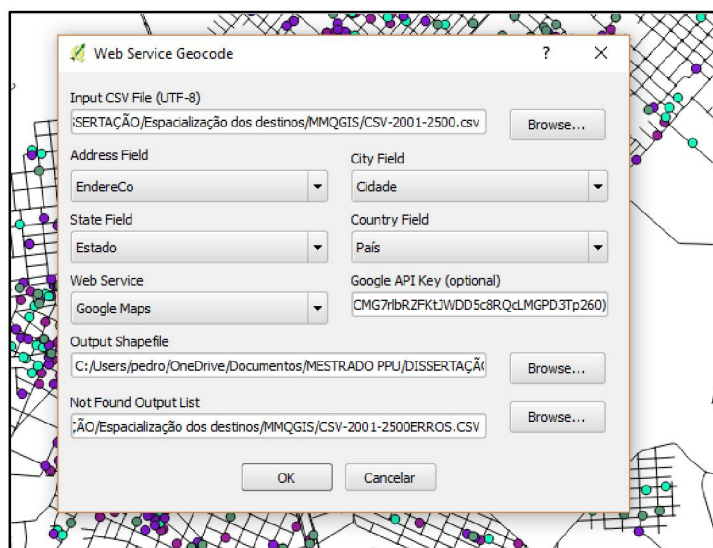 Web Service Geocode
Input CSV File (UTF-8)
SERTAÇÃO/Espacialização dos destinos/MMQGIS/CSV-2001-2500.csv
Browse...
Address Field
City Field
EndereCo
Cidade
State Field
Country Field
Estado
País
Web Service
Google API Key (optional)
Google Maps
Output Shapefile
C:/Users/pedro/OneDrive/Documentos/MESTRADO PPU/DISSERTAÇÃ
Browse...
Not Found Output List
ÃO/Espacialização dos destinos/MMQGIS/CSV-2001-2500ERROS.CSV
Browse...
OK
Cancelar